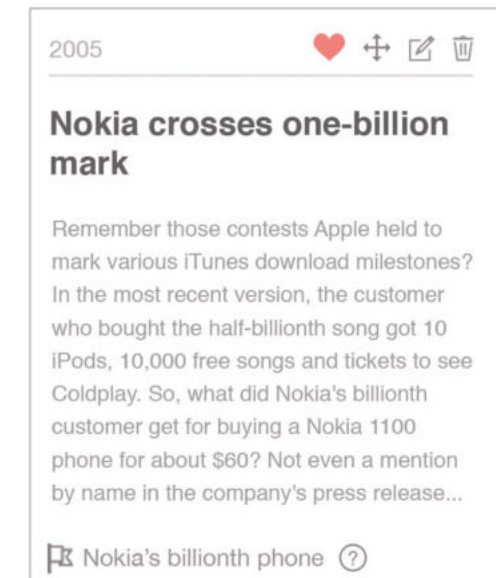 2005
Nokia crosses one-billion
mark
Remember those contests Apple held to
mark various iTunes download milestones?
In the most recent version, the customer
who bought the half-billionth song got 10
iPods, 10,000 free songs and tickets to see
Coldplay. So, what did Nokia's billionth
customer get for buying a Nokia 1100
phone for about $60? Not even a mention
by name in the company's press release...
Nokia's billionth phone ?